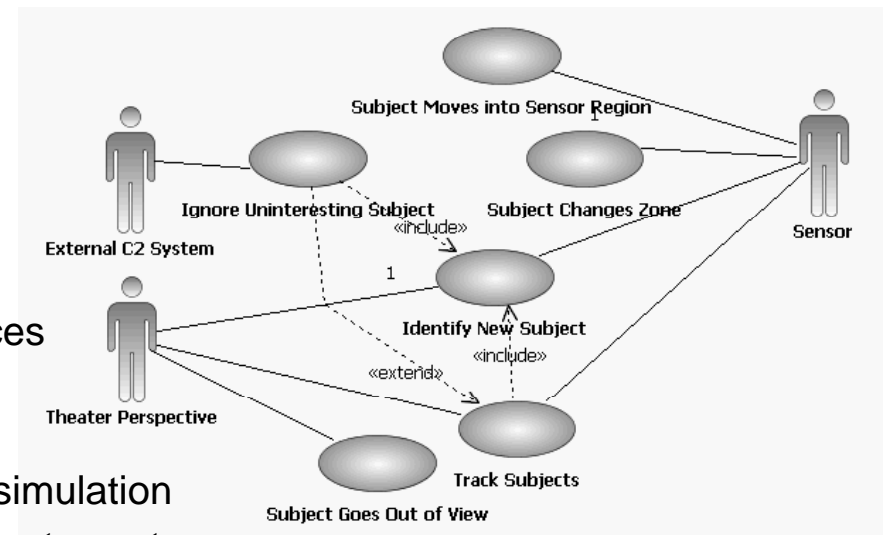 Subject Moves into Sensor Region
1
Ignore Uninteresting Subject
Subject Changes Zone
Sensor
«include»
External C2 System
1
Identify New Subject
ces
«include»
«extend»
Theater Perspective
Track Subjects
simulation
Subject Goes Out of View